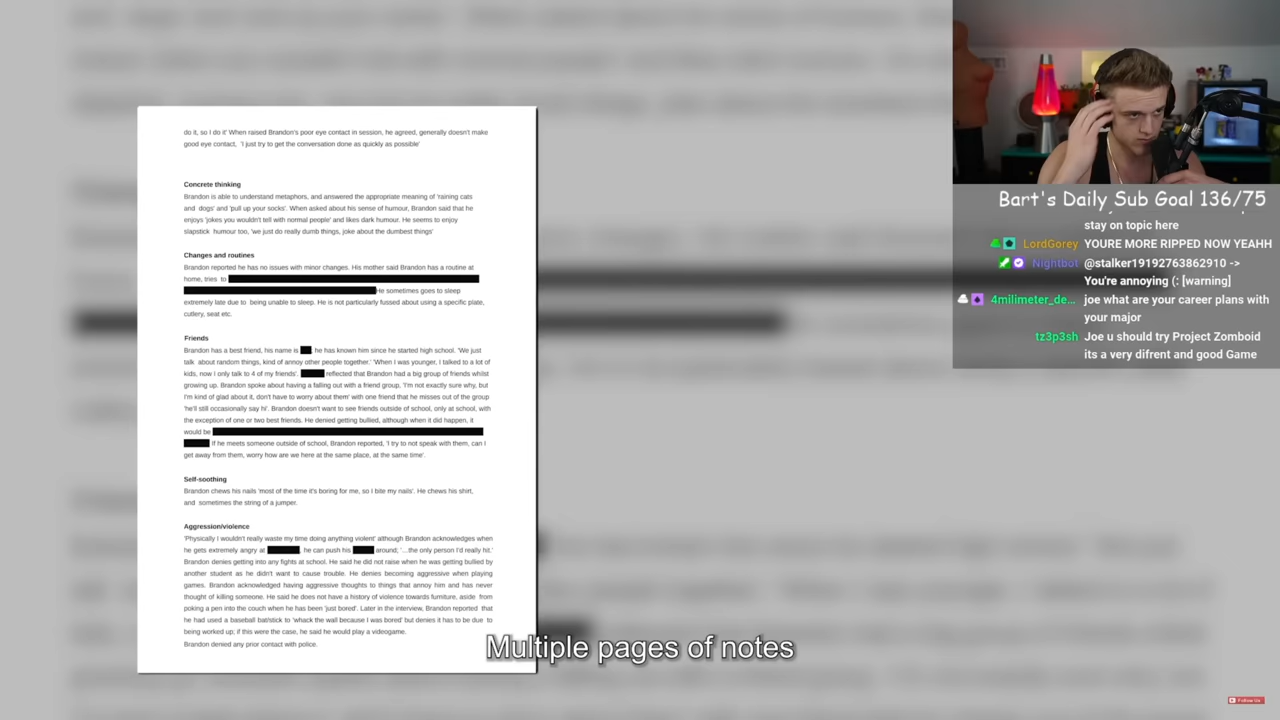 do it, so I do it' When raised Brandon's poor eye contact in session, he agreed, generally doesn't make
good eye contact, 'I just try to get the conversation done as quickly as possible'
Concrete thinking
Brandon is able to understand metaphors, and answered the appropriate meaning of 'raining cats
and dogs' and 'pull up your socks'. When asked about his sense of humour, Brandon said that he
enjoys 'jokes you wouldn't tell with normal people' and likes dark humour. He seems to enjoy
slapstick humour too, 'we just do really dumb things, joke about the dumbest things'
Changes and routines
Brandon reported he has no issues with minor changes. His mother said Brandon has a routine at
home, tries to
He sometimes goes to sleep
extremely late due to being unable to sleep. He is not particularly fussed about using a specific plate,
cutlery, seat etc.
Friends
Brandon has a best friend, his name is , he has known him since he started high school. 'We just
talk about random things, kind of annoy other people together.' 'When I was younger, I talked to a lot of
kids, now I only talk to 4 of my friends'. reflected that Brandon had a big group of friends whilst
growing up. Brandon spoke about having a falling out with a friend group, 'I'm not exactly sure why, but
I'm kind of glad about it, don't have to worry about them' with one friend that he misses out of the group
'he'll still occasionally say hi'. Brandon doesn't want to see friends outside of school, only at school, with
the exception of one or two best friends. He denied getting bullied, although when it did happen, it
would be
If he meets someone outside of school, Brandon reported, 'I try to not speak with them, can I
get away from them, worry how are we here at the same place, at the same time'.
Self-soothing
Brandon chews his nails 'most of the time it's boring for me, so I bite my nails'. He chews his shirt,
and sometimes the string of a jumper.
Aggression/violence
'Physically I wouldn't really waste my time doing anything violent' although Brandon acknowledges when
he gets extremely angry at , he can push his around; '…the only person I'd really hit.'
Brandon denies getting into any fights at school. He said he did not raise when he was getting bullied by
another student as he didn't want to cause trouble. He denies becoming aggressive when playing
games. Brandon acknowledged having aggressive thoughts to things that annoy him and has never
thought of killing someone. He said he does not have a history of violence towards furniture, aside from
poking a pen into the couch when he has been 'just bored'. Later in the interview, Brandon reported that
he had used a baseball bat/stick to 'whack the wall because I was bored' but denies it has to be due to
being worked up; if this were the case, he said he would play a videogame.
Brandon denied any prior contact with police.
Multiple pages of notes
Bart's Daily SubGoal 136/75
stay on topic here
LordGorey YOURE MORE RIPPED NOW YEAHH
Nightbot @stalker19192763862910 ->
You're annoying (: [warning]
4milimeter_de... joe what are your career plans with
your major
tz3p3sh Joe u should try Project Zomboid
its a very difrent and good Game
Follow Us